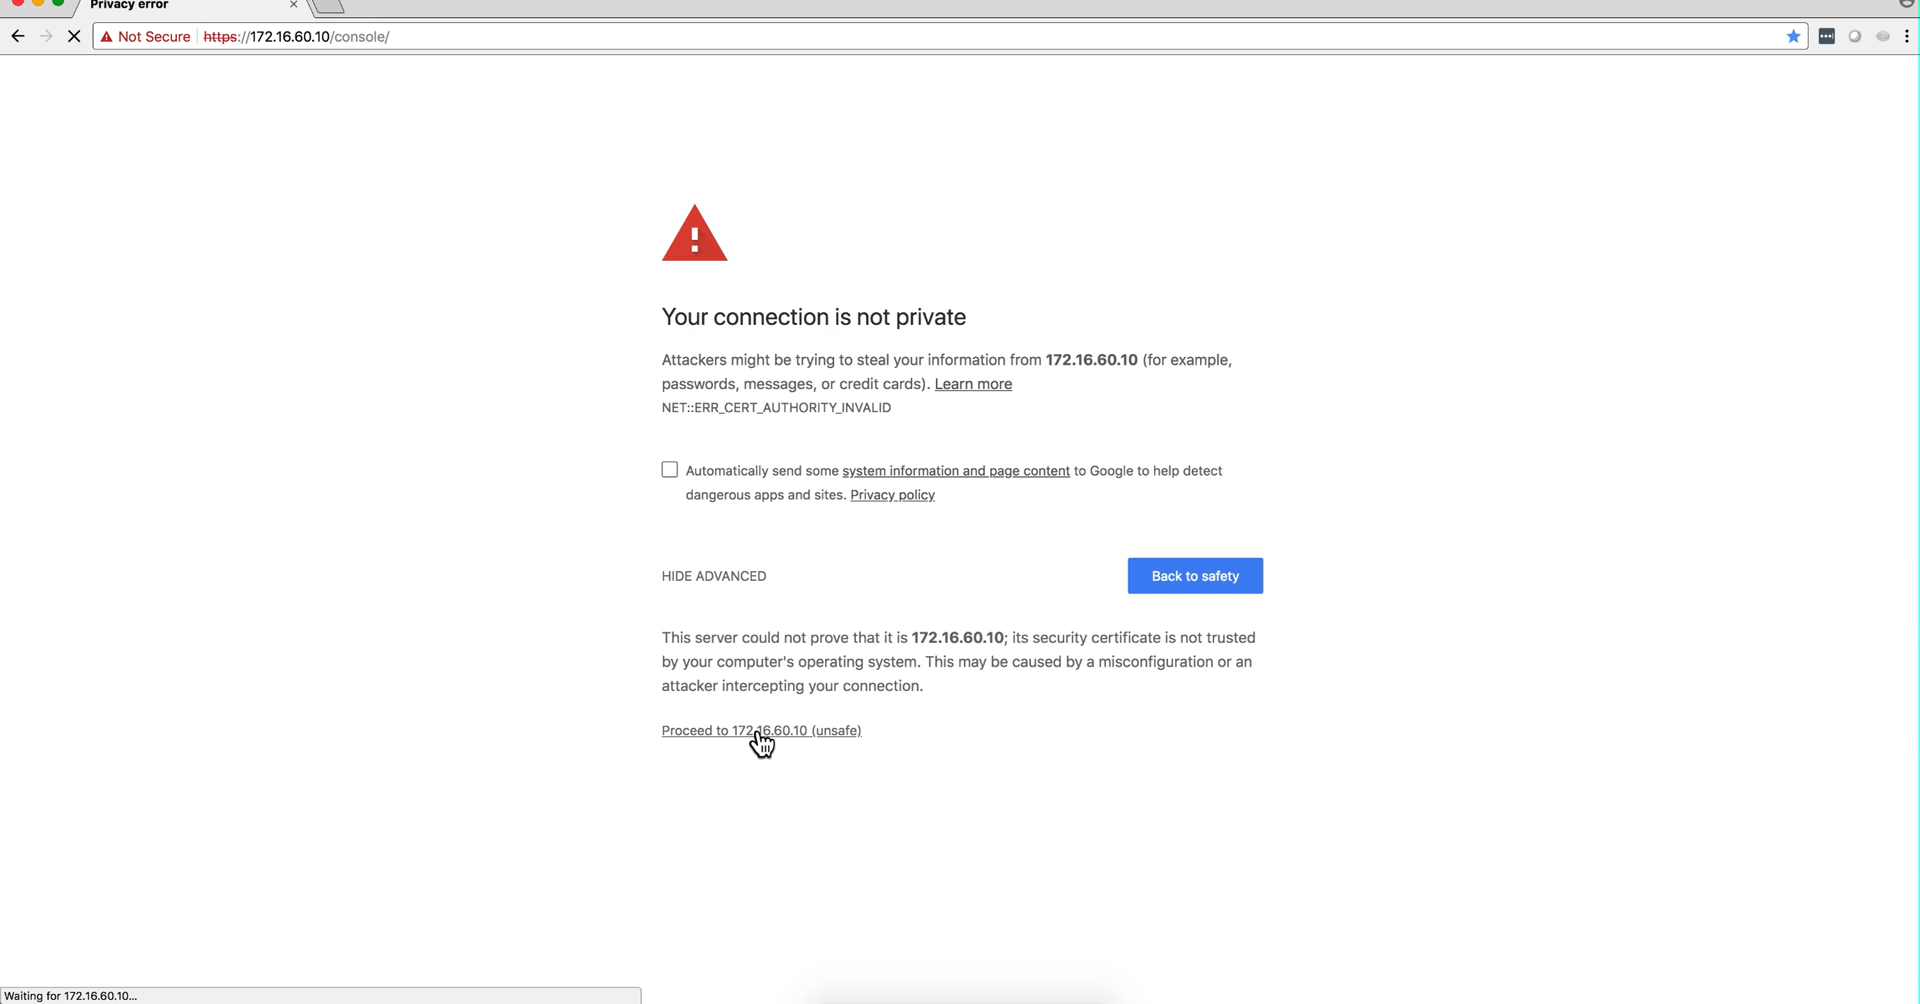 Privacy error
Not Secure https://172.16.60.10/console/
Your connection is not private
Attackers might be trying to steal your information from 172.16.60.10 (for example,
passwords, messages, or credit cards). Learn more
NET::ERR_CERT_AUTHORITY_INVALID
Automatically send some system information and page content to Google to help detect
dangerous apps and sites. Privacy policy
HIDE ADVANCED
Back to safety
This server could not prove that it is 172.16.60.10; its security certificate is not trusted
by your computer's operating system. This may be caused by a misconfiguration or an
attacker intercepting your connection.
Proceed to 172.16.60.10 (unsafe)
Waiting for 172.16.60.10...